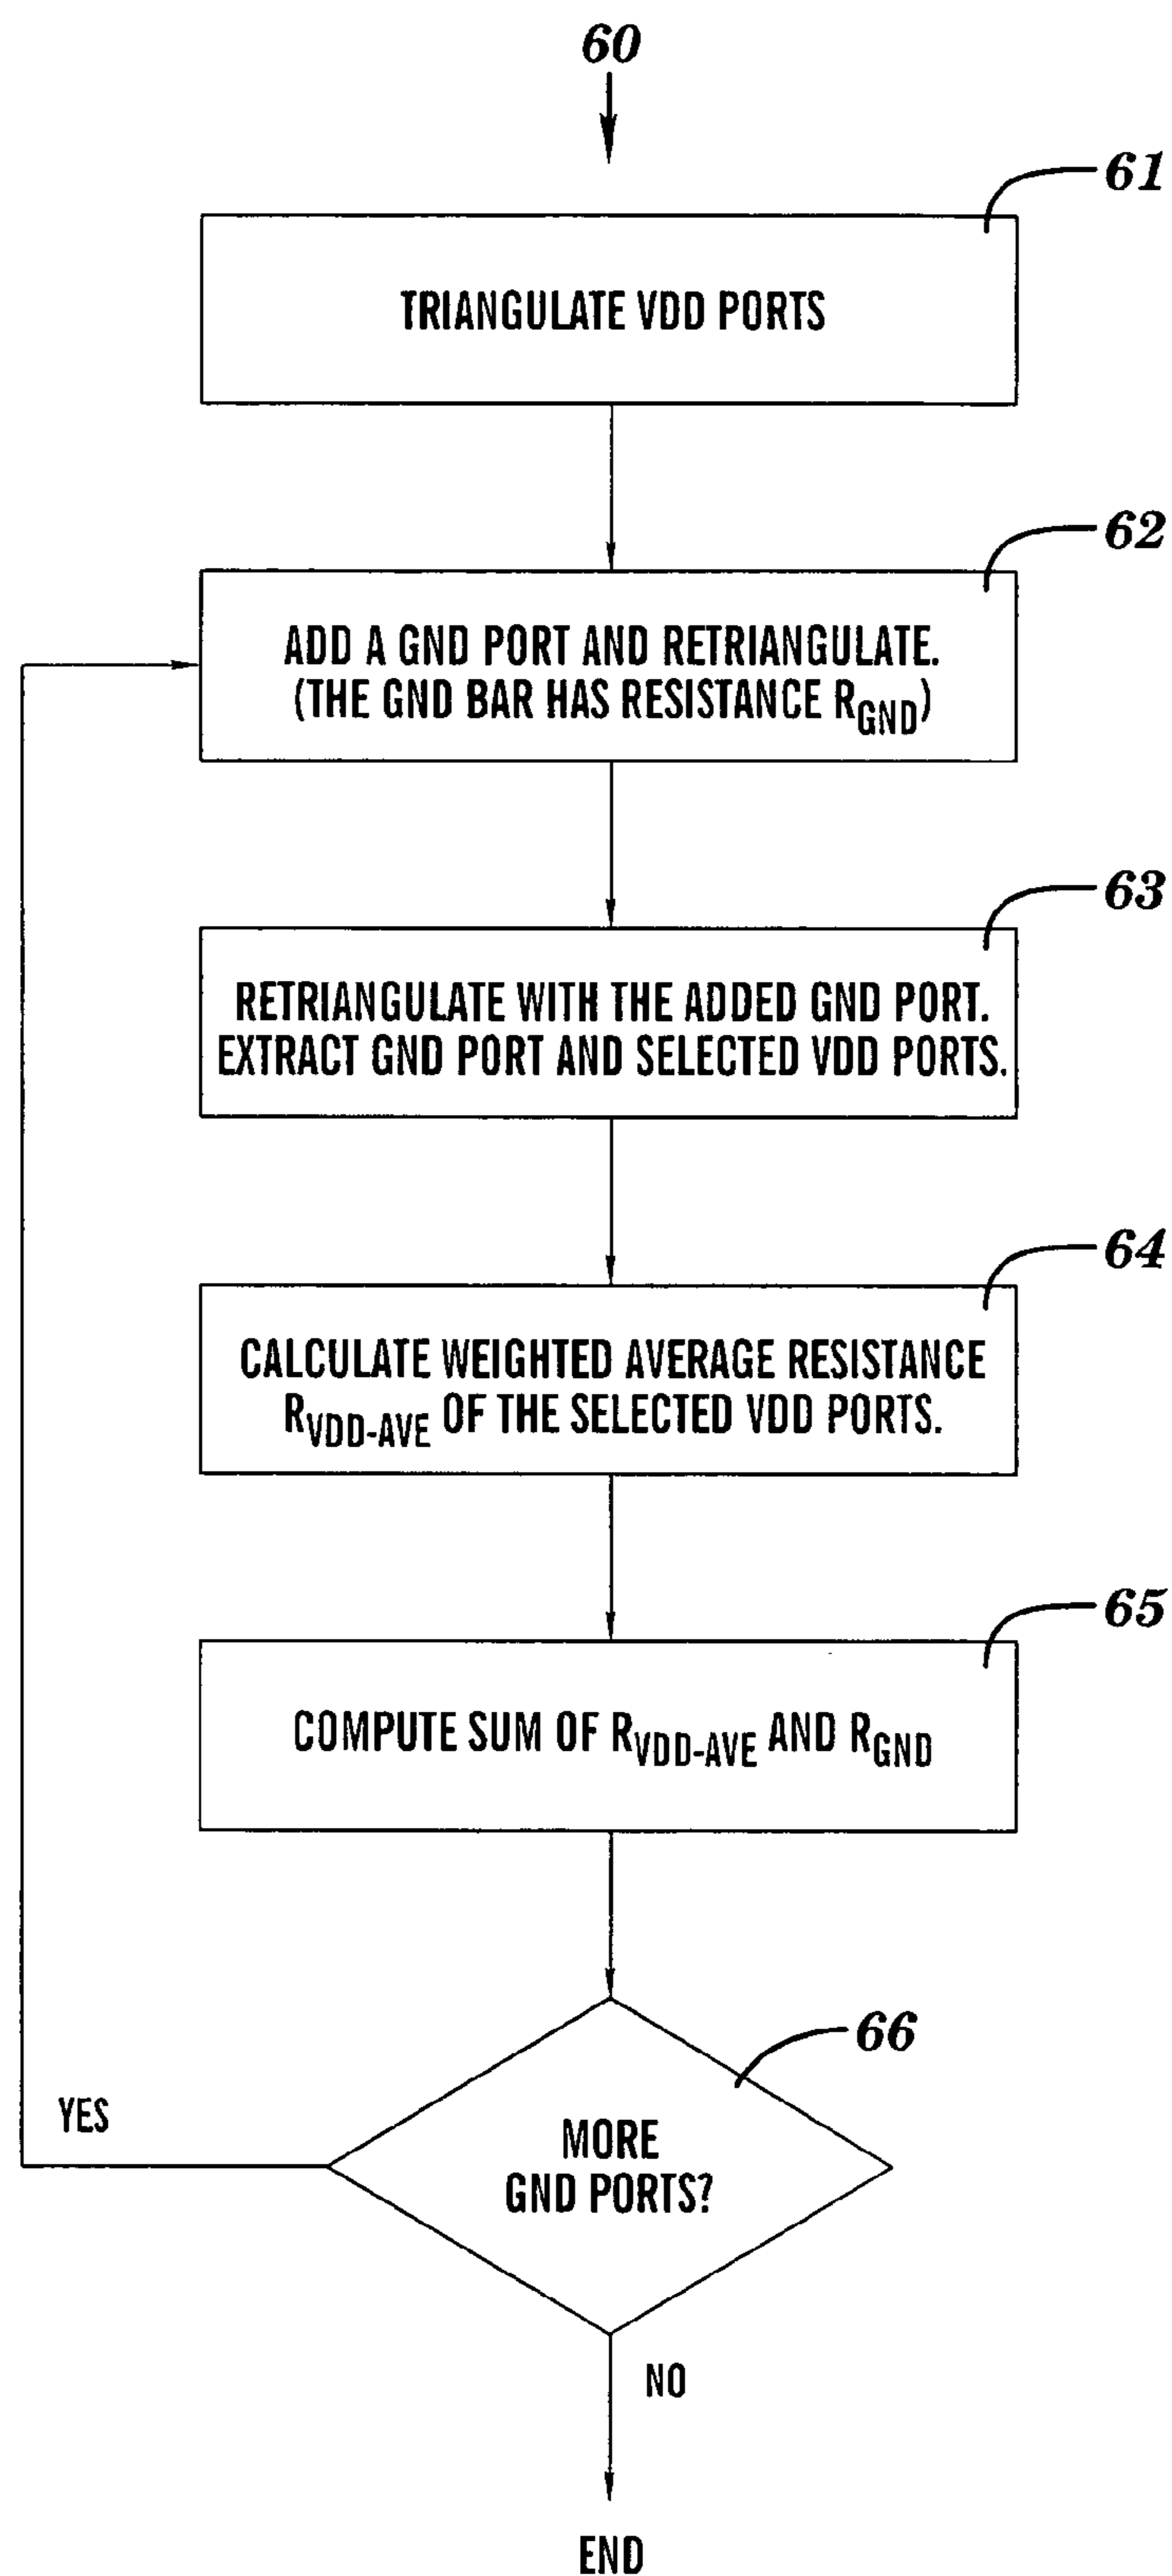 60
61
TRIANGULATE VDD PORTS
62
ADD A GND PORT AND RETRIANGULATE.
(THE GND BAR HAS RESISTANCE RGND)
63
RETRIANGULATE WITH THE ADDED GND PORT.
EXTRACT GND PORT AND SELECTED VDD PORTS.
64
CALCULATE WEIGHTED AVERAGE RESISTANCE
RVDD-AVE OF THE SELECTED VDD PORTS.
65
COMPUTE SUM OF RVDD-AVE AND RGND
66
YES
MORE
GND PORTS?
NO
END